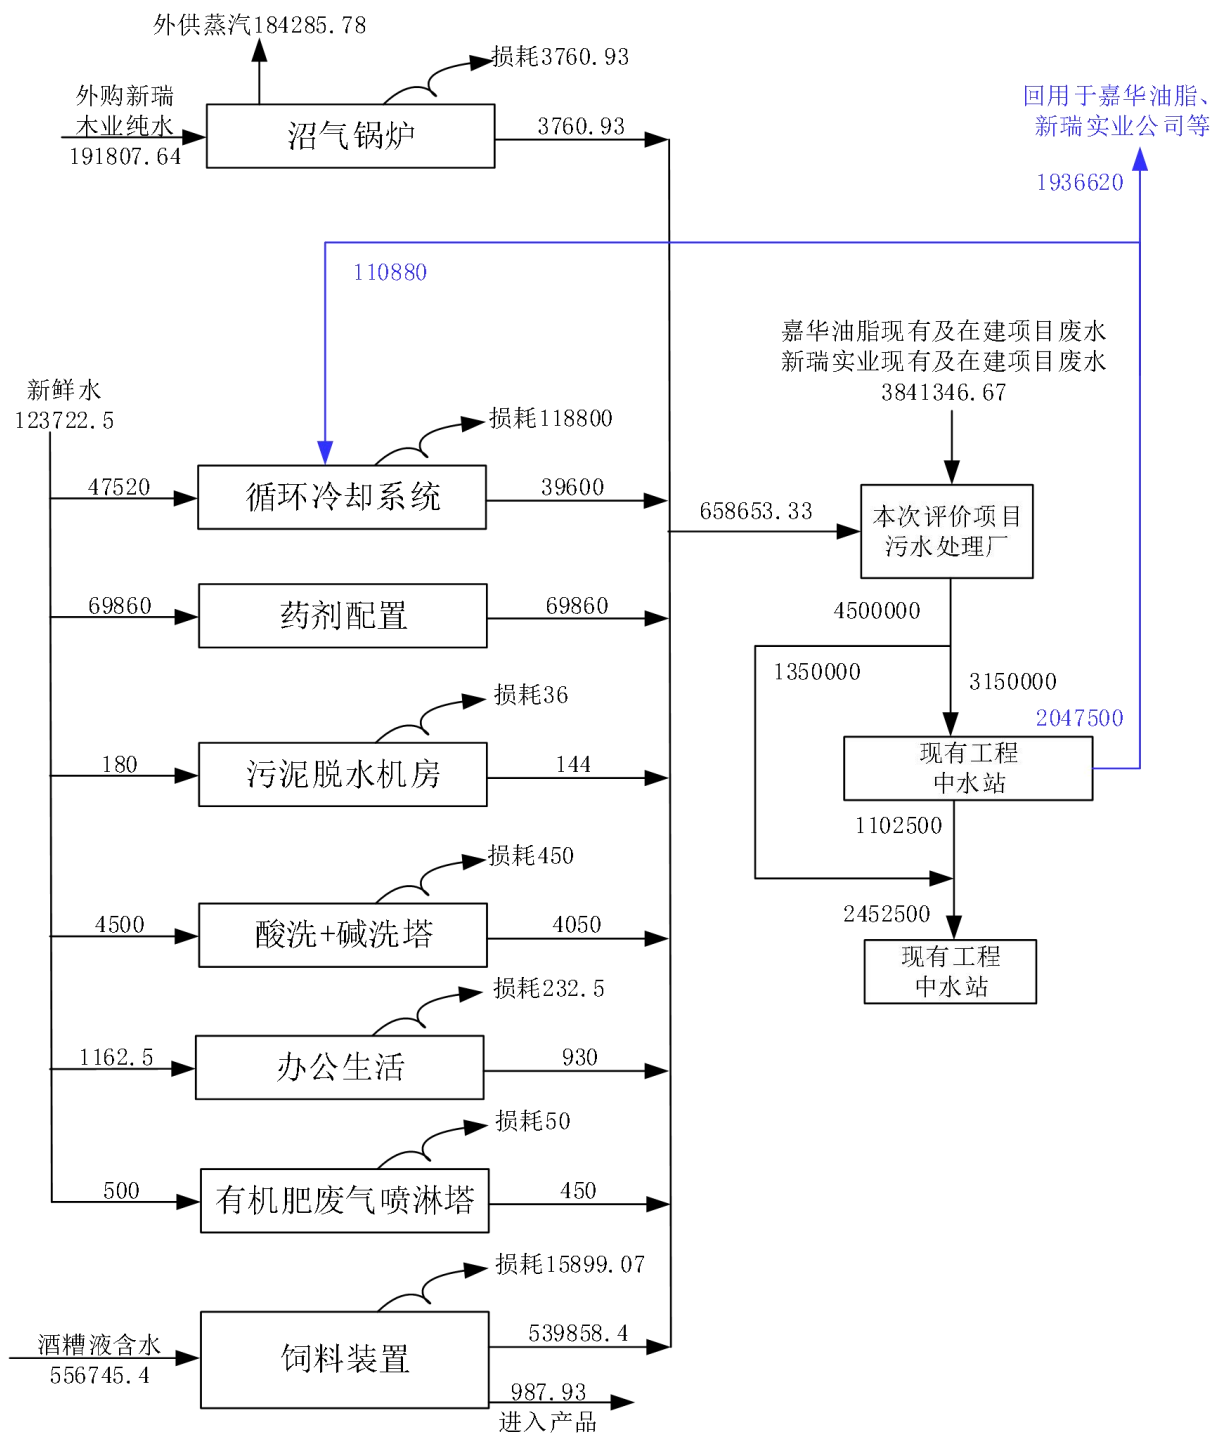 外供蒸汽184285.78
损耗3760.93
外购新瑞
木业纯水
191807.64
沼气锅炉
3760.93
回用于嘉华油脂、
新瑞实业公司等
1936620
110880
嘉华油脂现有及在建项目废水
新瑞实业现有及在建项目废水
3841346.67
新鲜水
123722.5
损耗118800
47520
循环冷却系统
39600
658653.33
本次评价项目
污水处理厂
69860
药剂配置
69860
4500000
1350000
3150000
2047500
损耗36
180
污泥脱水机房
144
现有工程
中水站
1102500
损耗450
4500
酸洗+碱洗塔
4050
2452500
现有工程
中水站
损耗232.5
1162.5
办公生活
930
损耗50
500
有机肥废气喷淋塔
450
损耗15899.07
酒糟液含水
556745.4
饲料装置
539858.4
987.93
进入产品